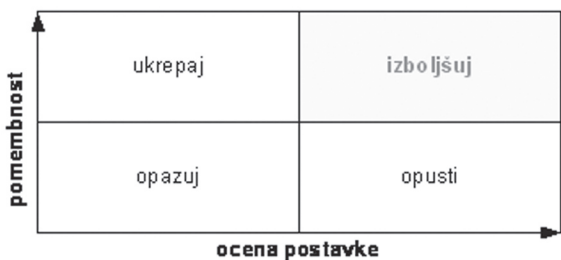 ukrepaj
izboljšuj
pomembnost
opazuj
opusti
ocena postavke